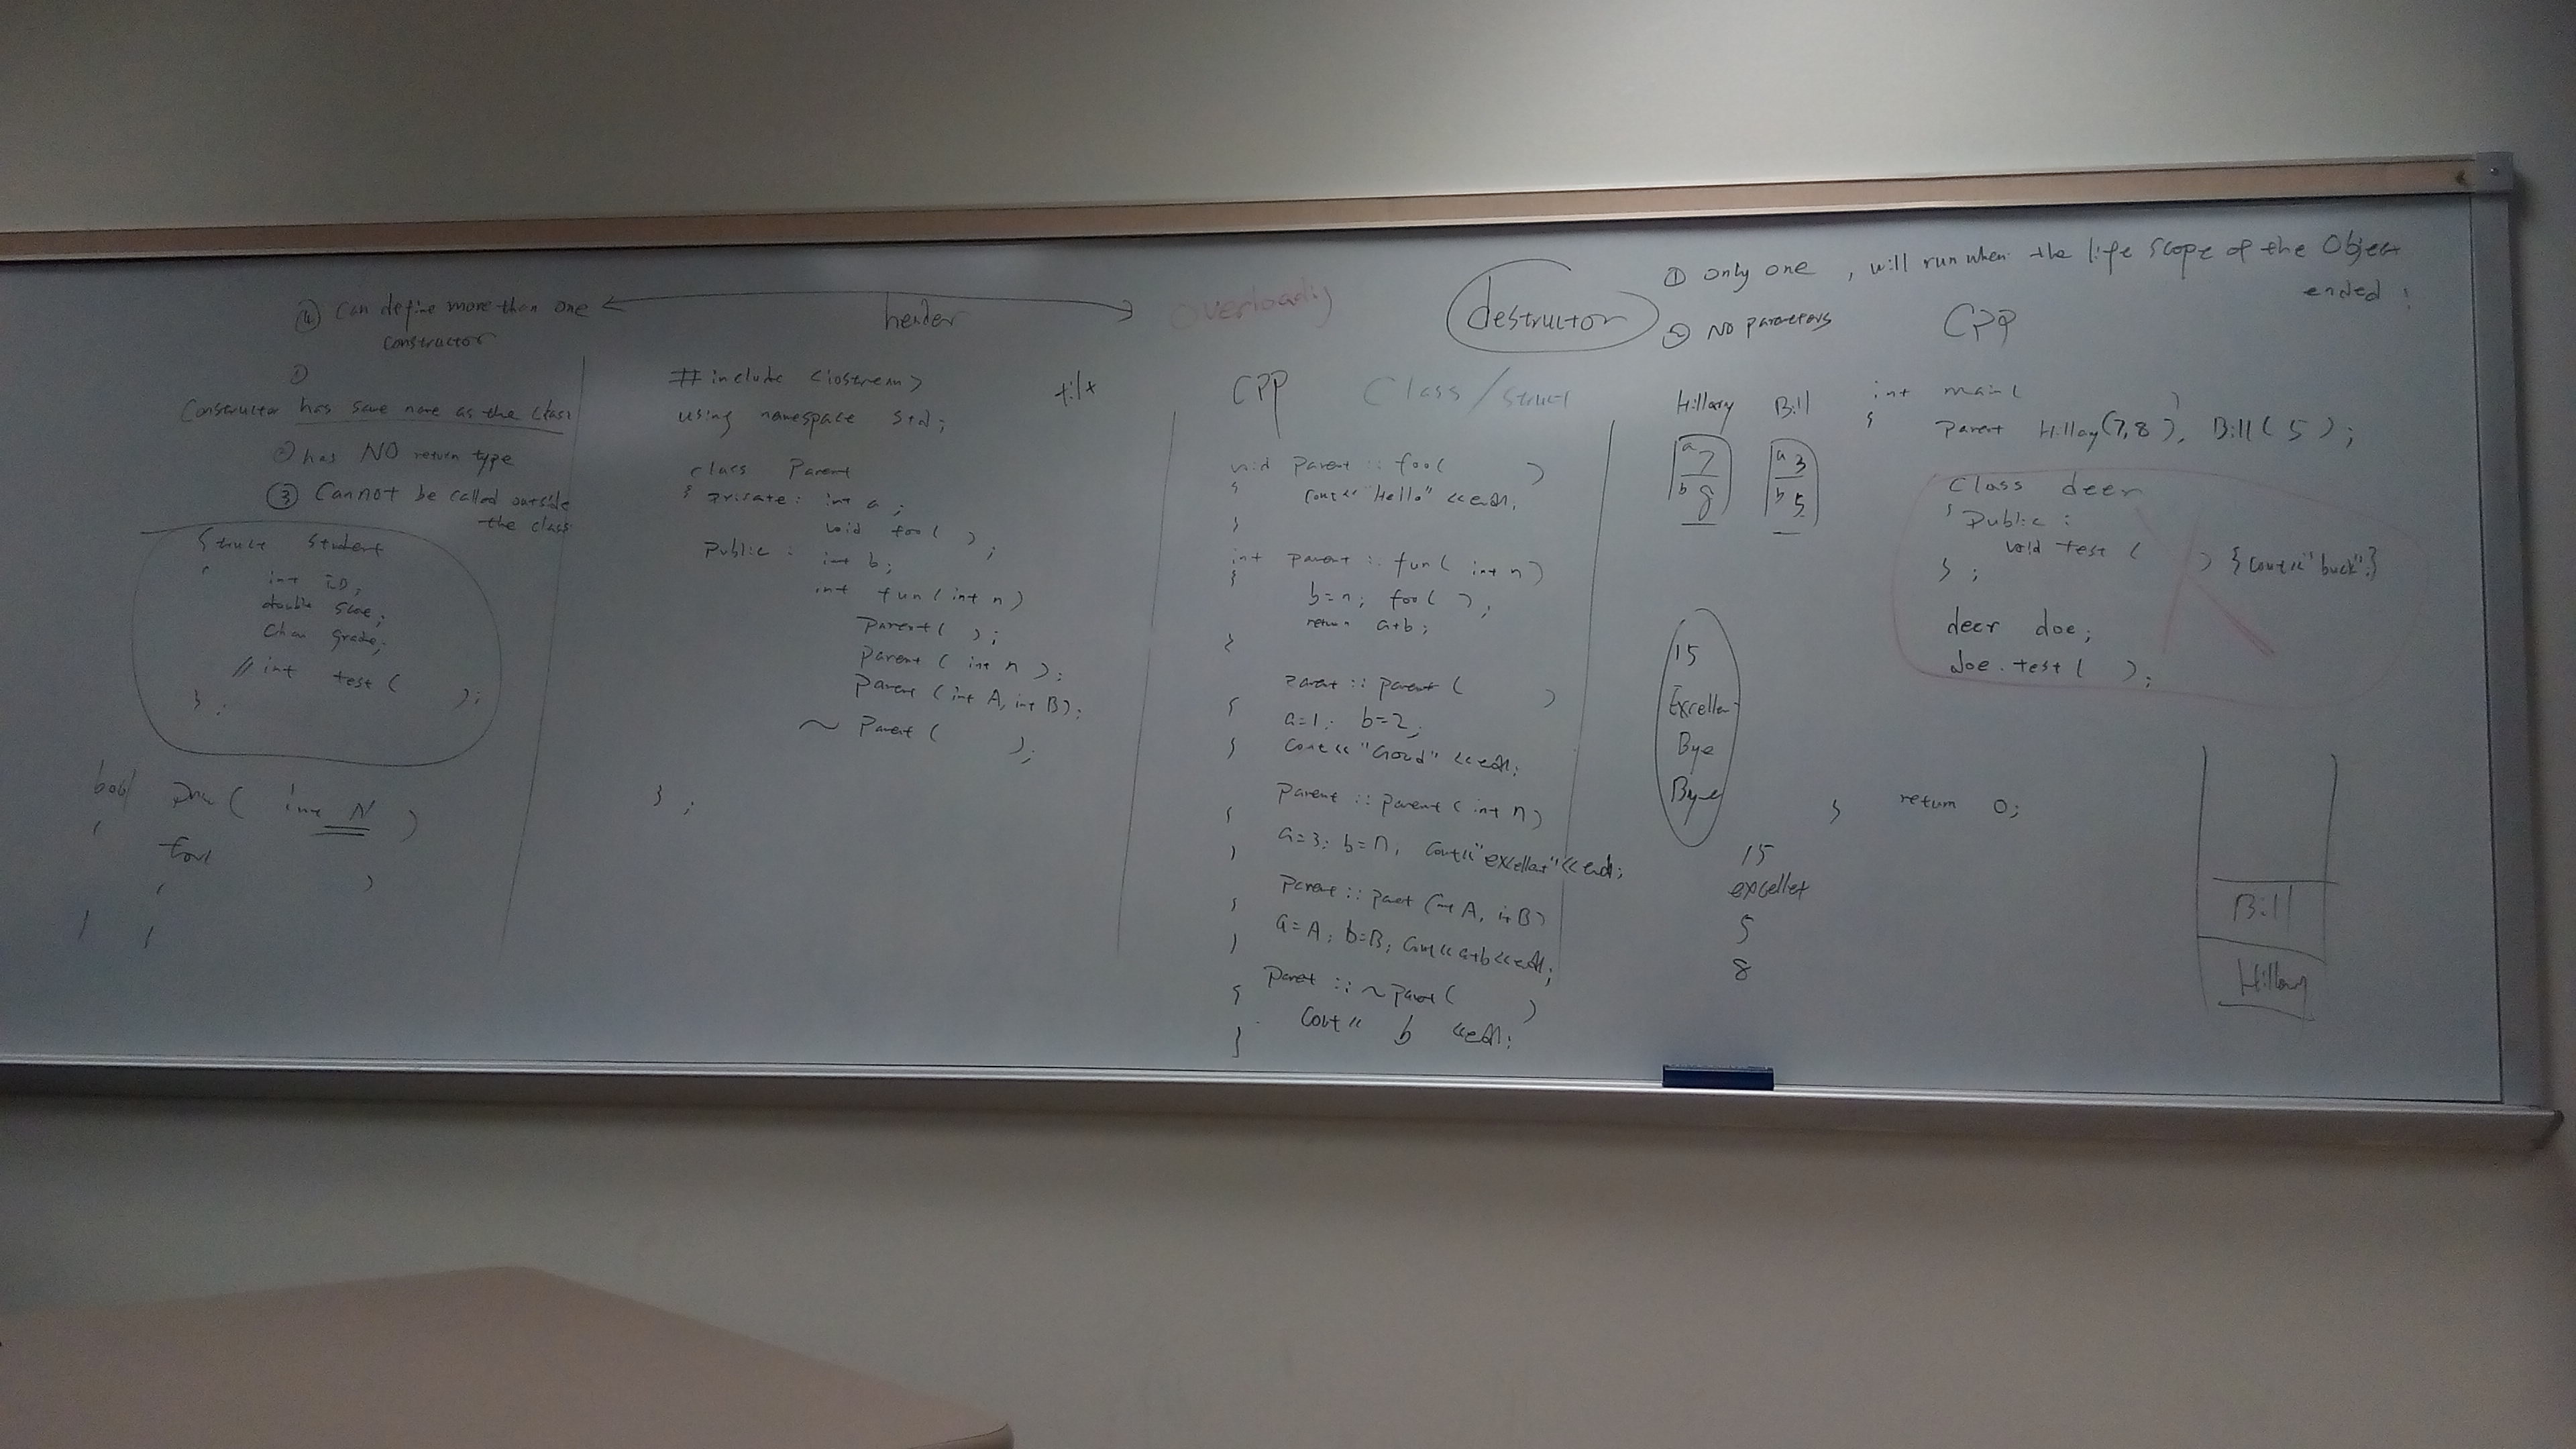 ④ Can define more than one
constructor
①
Constructor has same name as the class
② has NO return type
③ Cannot be called outside
the class
Struct Student
{
int ID;
double score;
Char grade;
// int test ( );
} ;
bool ( int N )
{
for(
{ )
} }
header
# include <iostream>
using namespace std;
tilt
class Parent
{ private: int a ;
void foo( ) ;
Public : int b;
int fun (int n)
Parent( ) ;
Parent ( int n ) ;
Parent (int A, int B);
~ Parent ( );
} ;
Overloading
CPP Class / struct
void Parent :: foo( )
{ Cout<< "Hello" <<endl;
}
int Parent :: fun( int n )
{
b=n; foo( ) ;
return a+b ;
}
Parent :: Parent ( )
{ a=1; b=2;
} Cout<< "Good" <<endl;
Parent :: Parent ( int n )
{
a=3; b=n, Cout<<"excellent"<<endl;
}
Parent :: Parent (int A, int B)
{
a=A; b=B; Cout<<a+b<<endl;
}
Parent :: ~Parent ( )
{
Cout << b <<endl;
}
destructor
① only one , will run when the life scope of the Object
ended !
② No parameters
CPP
Hillary Bill
a 7 a 3
b 8 b 5
int main( )
{ Parent Hillary(7,8), Bill( 5 ) ;
Class deer
{ Public :
void test ( ) {Cout<<"buck";}
} ;
deer doe;
doe.test ( ) ;
15
Excellent
Bye
Bye
} return 0;
15
excellet
5
8
Bill
Hillary